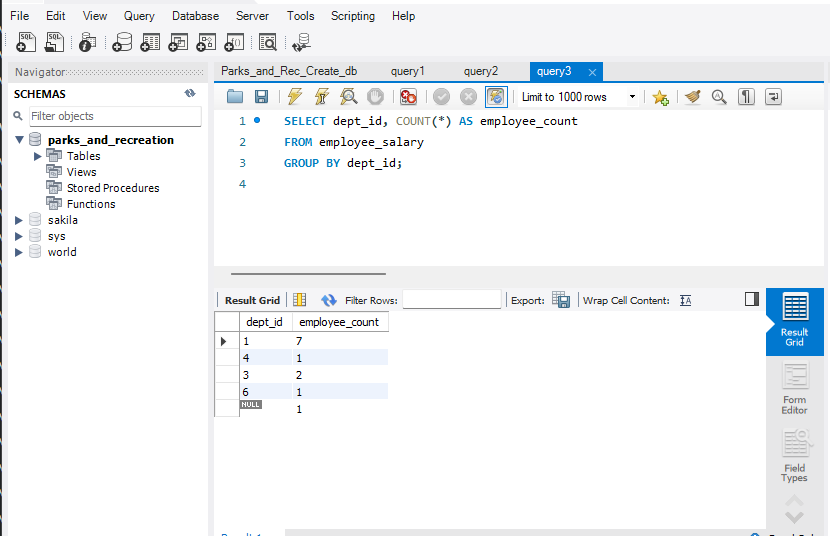 File Edit View Query Database Server Tools Scripting Help
SQL SQL
Navigator
Parks_and_Rec_Create_db query1 query2 query3
SCHEMAS
Limit to 1000 rows
Filter objects
parks_and_recreation
Tables
Views
Stored Procedures
Functions
sakila
sys
world
1 SELECT dept_id, COUNT(*) AS employee_count
2 FROM employee_salary
3 GROUP BY dept_id;
4
Result Grid Filter Rows: Export: Wrap Cell Content:
dept_id employee_count
1 7
4 1
3 2
6 1
NULL 1
Result
Grid
Form
Editor
Field
Types